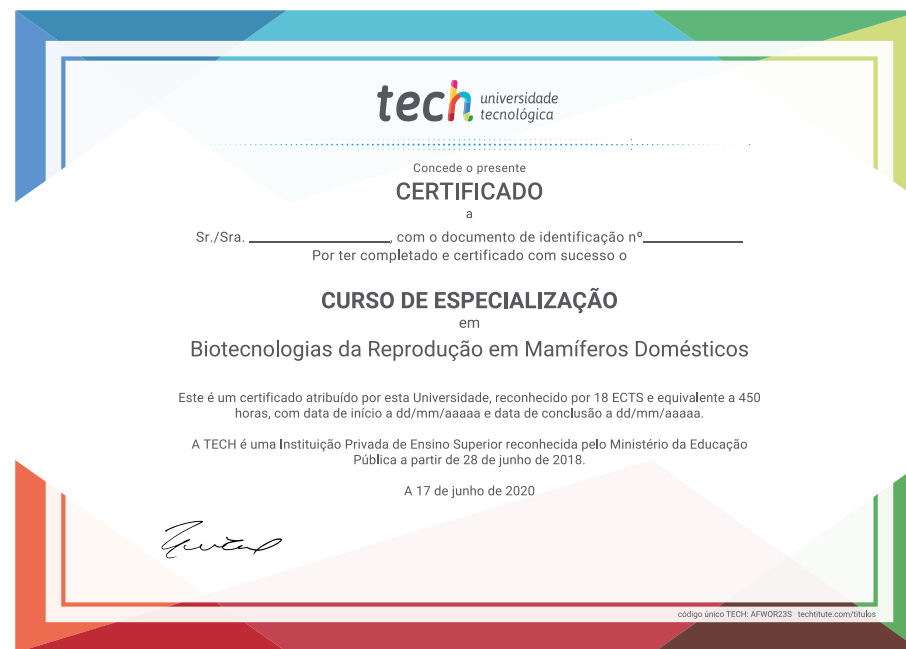 tech universidade
tecnológica
Concede o presente
CERTIFICADO
a
Sr./Sra. ____________________, com o documento de identificação nº______________
Por ter completado e certificado com sucesso o
CURSO DE ESPECIALIZAÇÃO
em
Biotecnologias da Reprodução em Mamíferos Domésticos
Este é um certificado atribuído por esta Universidade, reconhecido por 18 ECTS e equivalente a 450
horas, com data de início a dd/mm/aaaaa e data de conclusão a dd/mm/aaaaa.
A TECH é uma Instituição Privada de Ensino Superior reconhecida pelo Ministério da Educação
Pública a partir de 28 de junho de 2018.
A 17 de junho de 2020
código único TECH: AFWOR23S techtitute.com/titulos